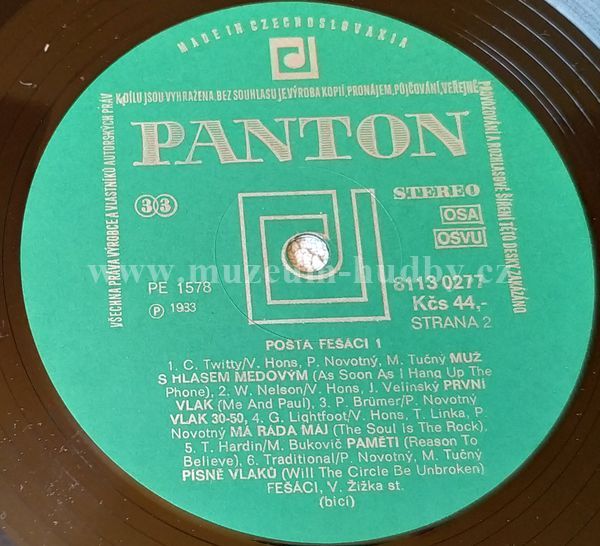 MADE IN CZECHOSLOVAKIA
VŠECHNA PRÁVA VÝROBCE A VLASTNÍKŮ AUTORSKÝCH PRÁV
K DÍLU JSOU VYHRAZENA. BEZ SOUHLASU JE VÝROBA KOPIÍ, PRONÁJEM, PŮJČOVÁNÍ, VEŘEJNÉ
PROVOZOVÁNÍ A ROZHLASOVÉ ŠÍŘENÍ TÉTO DESKY ZAKÁZÁNO
PANTON
33
STEREO
OSA
OSVU
www.muzeum-hudby.cz
PE 1578
8113 0277
℗ 1983
Kčs 44,-
STRANA 2
POSTA FEŠÁCI 1
1. C. Twitty/V. Hons, P. Novotný, M. Tučný MUŽ
S HLASEM MEDOVÝM (As Soon As I Hang Up The
Phone), 2. W. Nelson/V. Hons, J. Velinský PRVNÍ
VLAK (Me And Paul), 3. P. Brümer/P. Novotný
VLAK 30-50, 4. G. Lightfoot/V. Hons, T. Linka, P.
Novotný MÁ RÁDA MÁJ (The Soul Is The Rock),
5. T. Hardin/M. Bukovič PAMĚTI (Reason To
Believe), 6. Traditional/P. Novotný, M. Tučný
PÍSNĚ VLAKŮ (Will The Circle Be Unbroken)
FEŠÁCI, V. Žižka st.
(bicí)